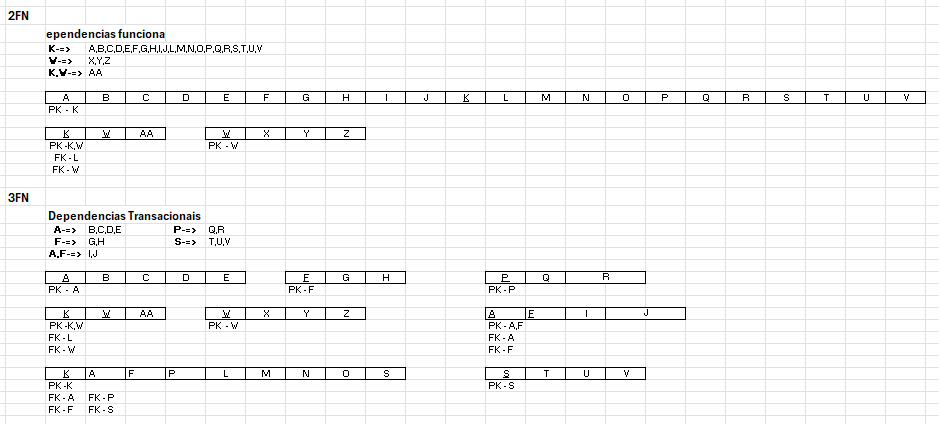 2FN
ependencias funciona
K-=> A,B,C,D,E,F,G,H,I,J,L,M,N,O,P,Q,R,S,T,U,V
W-=> X,Y,Z
K,W-=> AA
A B C D E F G H I J K L M N O P Q R S T U V
PK - K
K W AA W X Y Z
PK -K,W PK - W
FK - L
FK - W
3FN
Dependencias Transacionais
A-=> B,C,D,E P-=> Q,R
F-=> G,H S-=> T,U,V
A,F-=> I,J
A B C D E F G H P Q R
PK - A PK - F PK - P
K W AA W X Y Z A F I J
PK -K,W PK - W PK - A,F
FK - L FK - A
FK - W FK - F
K A F P L M N O S S T U V
PK -K PK - S
FK - A FK - P
FK - F FK - S